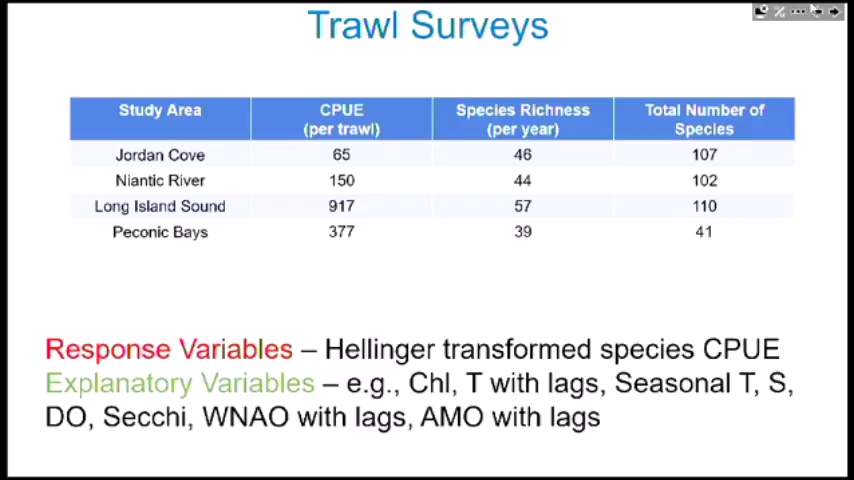 Trawl Surveys
Study Area CPUE (per trawl) Species Richness (per year) Total Number of Species
Jordan Cove 65 46 107
Niantic River 150 44 102
Long Island Sound 917 57 110
Peconic Bays 377 39 41
Response Variables – Hellinger transformed species CPUE
Explanatory Variables – e.g., Chl, T with lags, Seasonal T, S,
DO, Secchi, WNAO with lags, AMO with lags